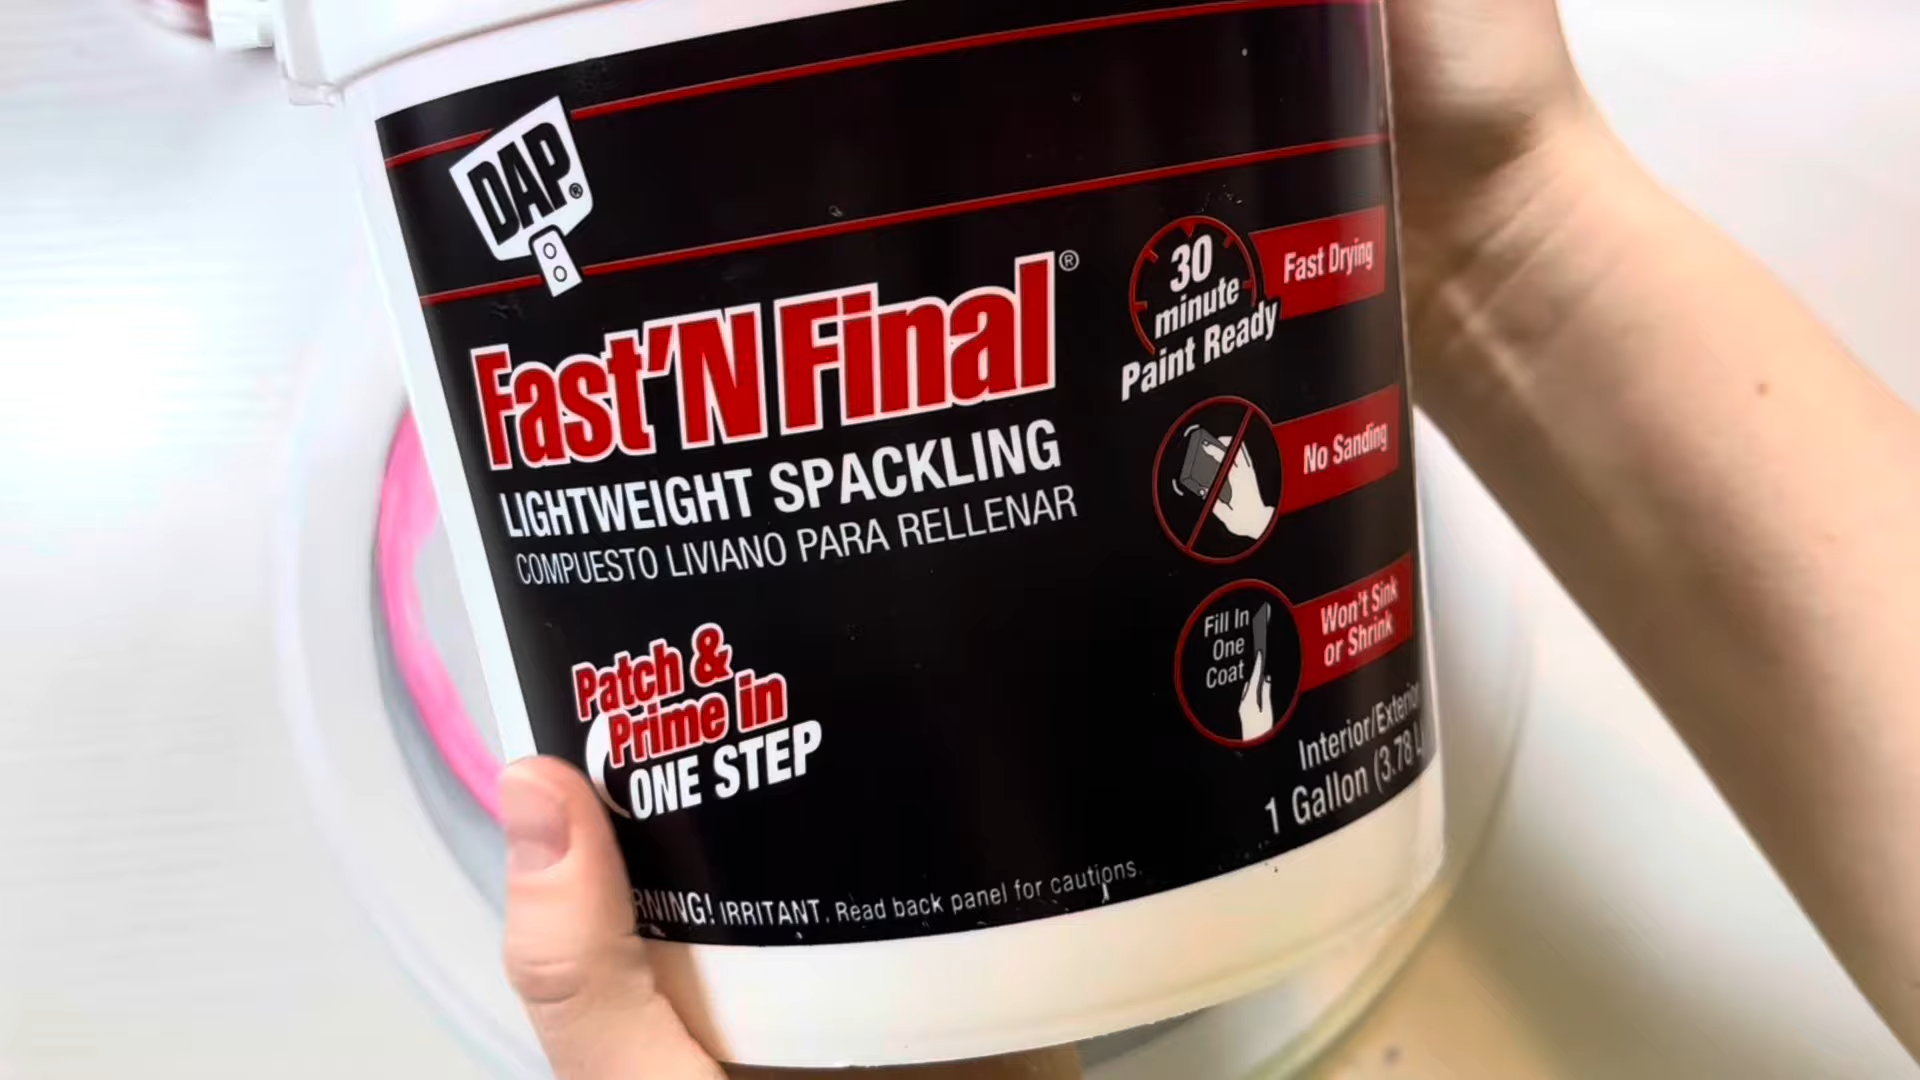 DAP®
Fast'N Final®
LIGHTWEIGHT SPACKLING
COMPUESTO LIVIANO PARA RELLENAR
Patch &
Prime in
ONE STEP
30
minute
Paint Ready
Fast Drying
No Sanding
Fill In
One
Coat
Won't Sink
or Shrink
Interior/Exterior
1 Gallon (3.78 L
IRRITANT. Read back panel for cautions.